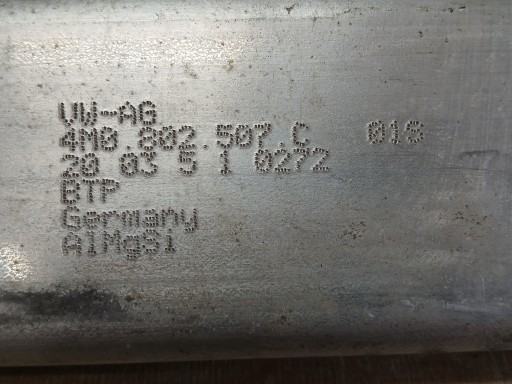 VW-AG
4M0.802.507.C 018
20 03 5 1 0272
BTP
Germany
AlMgSi